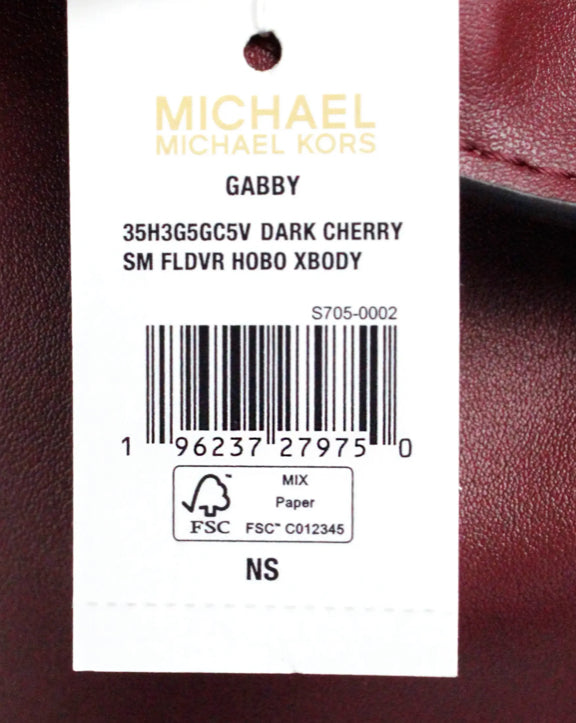 MICHAEL
MICHAEL KORS
GABBY
35H3G5GC5V DARK CHERRY
SM FLDVR HOBO XBODY
S705-0002
1 96237 27975 0
MIX
Paper
FSC™ C012345
FSC
NS